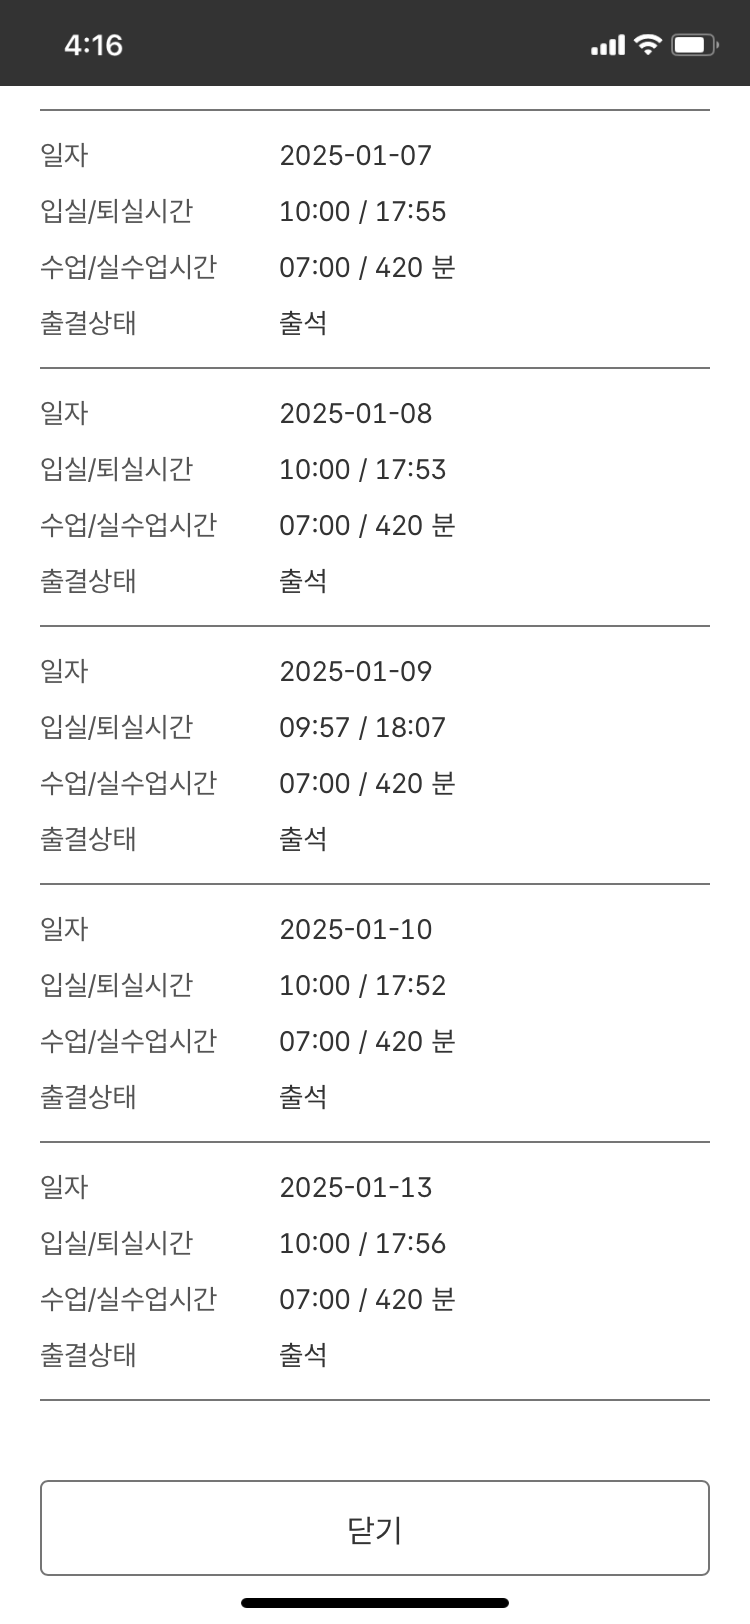 4:16
일자 2025-01-07
입실/퇴실시간 10:00 / 17:55
수업/실수업시간 07:00 / 420 분
출결상태 출석
일자 2025-01-08
입실/퇴실시간 10:00 / 17:53
수업/실수업시간 07:00 / 420 분
출결상태 출석
일자 2025-01-09
입실/퇴실시간 09:57 / 18:07
수업/실수업시간 07:00 / 420 분
출결상태 출석
일자 2025-01-10
입실/퇴실시간 10:00 / 17:52
수업/실수업시간 07:00 / 420 분
출결상태 출석
일자 2025-01-13
입실/퇴실시간 10:00 / 17:56
수업/실수업시간 07:00 / 420 분
출결상태 출석
닫기